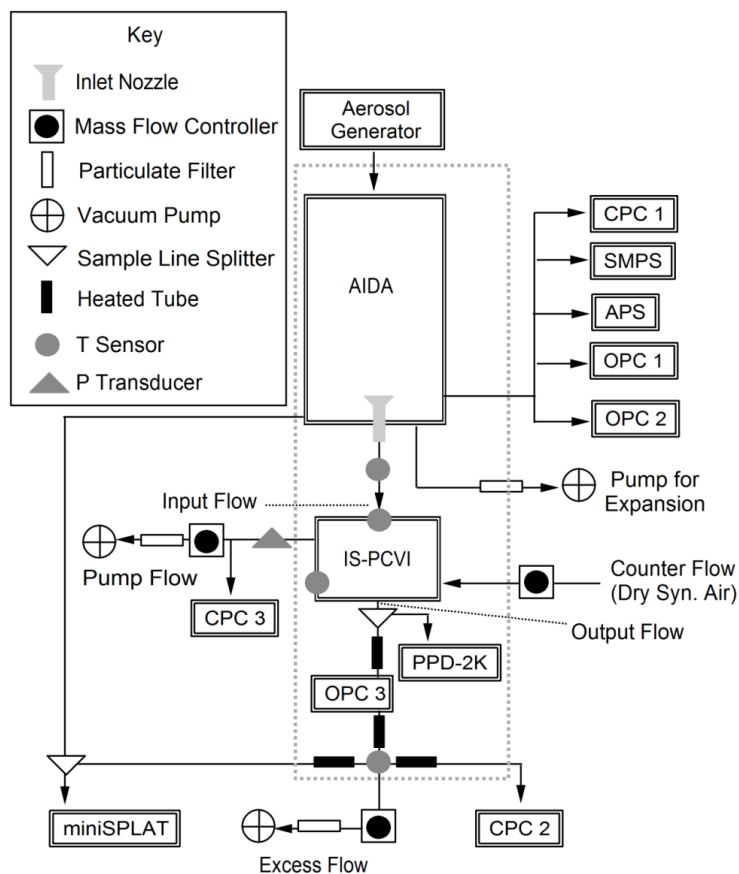 Key
Inlet Nozzle
Mass Flow Controller
Particulate Filter
Vacuum Pump
Sample Line Splitter
Heated Tube
T Sensor
P Transducer
Aerosol
Generator
AIDA
CPC 1
SMPS
APS
OPC 1
OPC 2
Pump for
Expansion
Input Flow
IS-PCVI
Pump Flow
CPC 3
Counter Flow
(Dry Syn. Air)
Output Flow
PPD-2K
OPC 3
miniSPLAT
CPC 2
Excess Flow